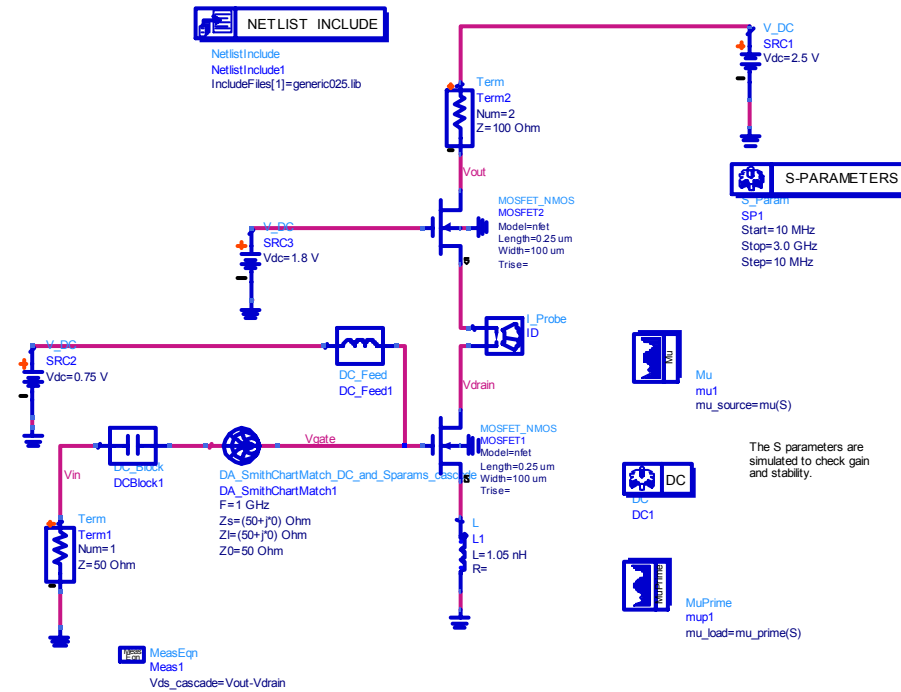 NETLIST INCLUDE
NetlistInclude
NetlistInclude1
IncludeFiles[1]=generic025.lib
V_DC
SRC1
Vdc=2.5 V
Term
Term2
Num=2
Z=100 Ohm
Vout
S-PARAMETERS
S_Param
SP1
Start=10 MHz
Stop=3.0 GHz
Step=10 MHz
MOSFET_NMOS
MOSFET2
Model=nfet
Length=0.25 um
Width=100 um
Trise=
V_DC
SRC3
Vdc=1.8 V
I_Probe
ID
V_DC
SRC2
Vdc=0.75 V
DC_Feed
DC_Feed1
Vdrain
Mu
Mu
mu1
mu_source=mu(S)
Vgate
MOSFET_NMOS
MOSFET1
Model=nfet
Length=0.25 um
Width=100 um
Trise=
Vin
DC_Block
DCBlock1
DA_SmithChartMatch_DC_and_Sparams_cascode
DA_SmithChartMatch1
F=1 GHz
Zs=(50+j*0) Ohm
Zl=(50+j*0) Ohm
Z0=50 Ohm
The S parameters are
simulated to check gain
and stability.
DC
DC
DC1
Term
Term1
Num=1
Z=50 Ohm
L
L1
L=1.05 nH
R=
MuPrime
MuPrime
mup1
mu_load=mu_prime(S)
Meas
Eqn
MeasEqn
Meas1
Vds_cascade=Vout-Vdrain